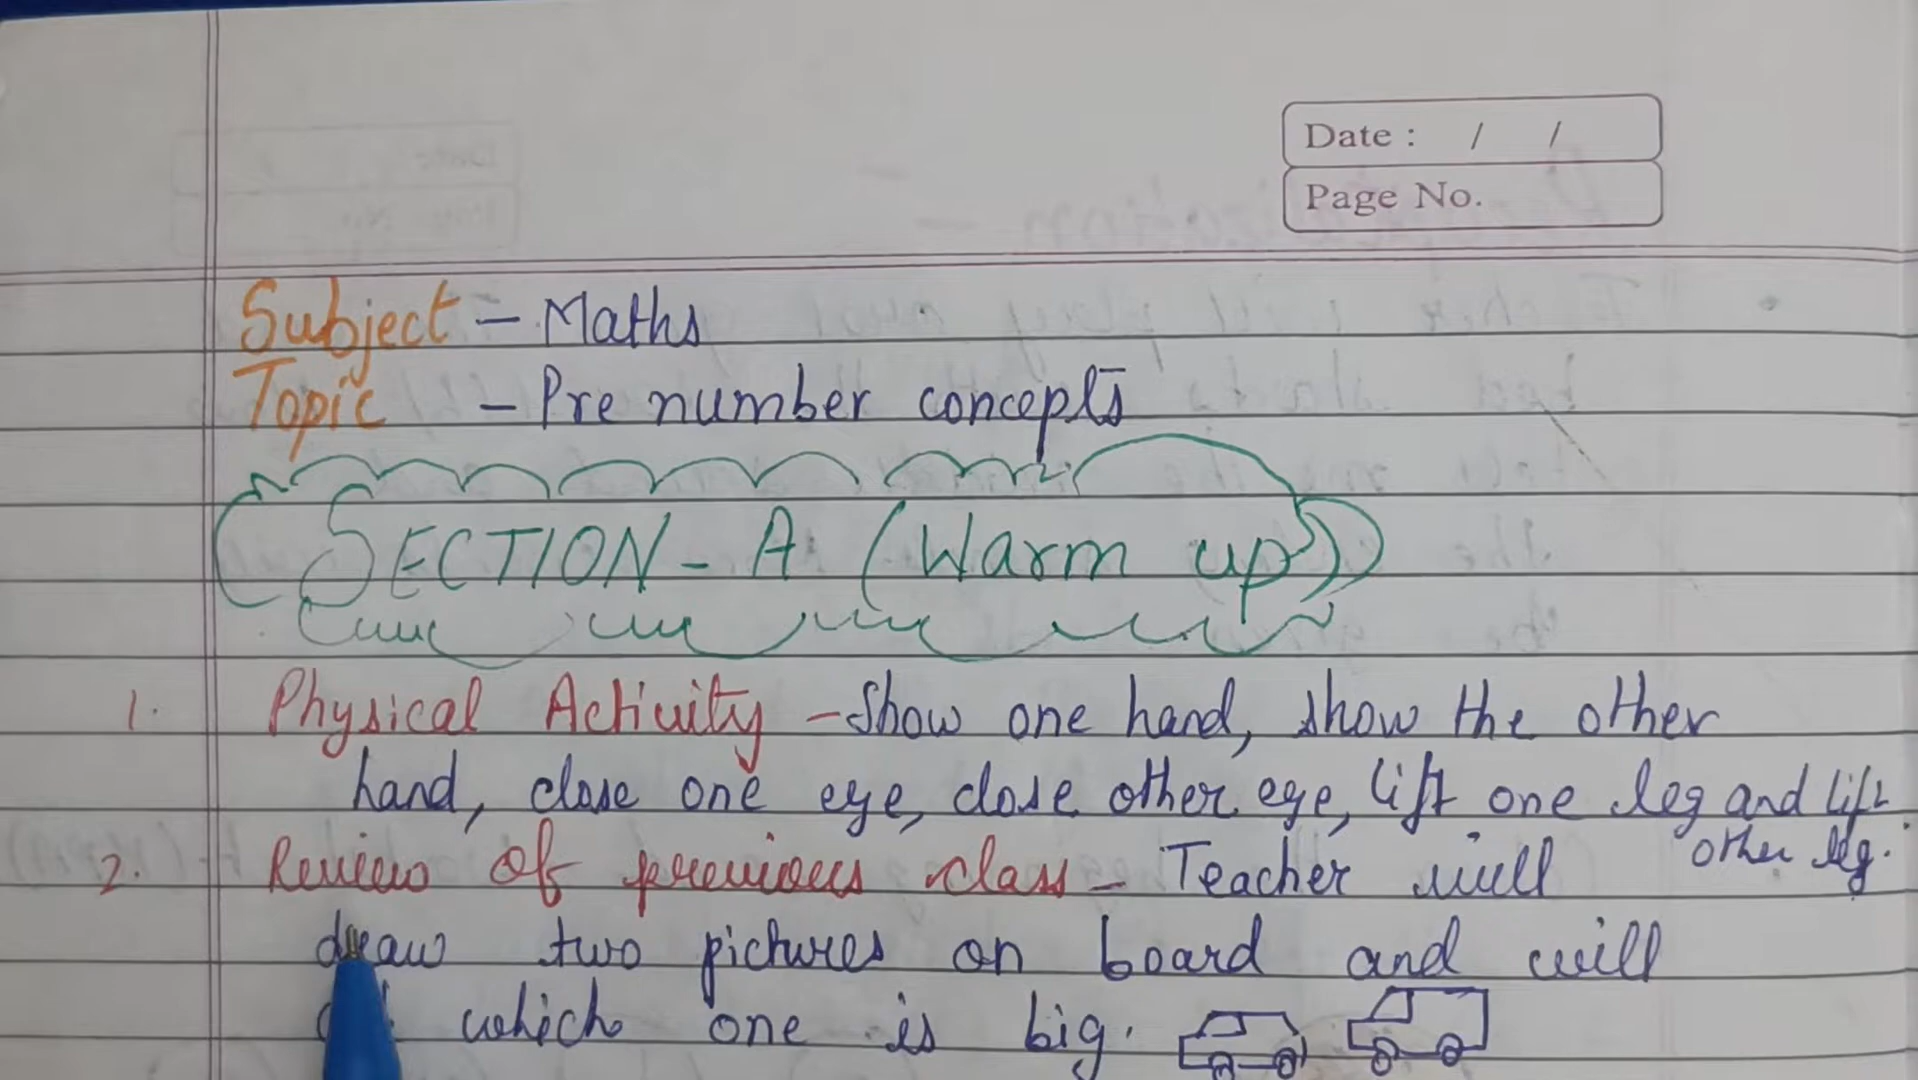 Date : / /
Page No.
Subject - Maths
Topic - Pre number concepts
SECTION - A (Warm up)
1. Physical Activity - Show one hand, show the other
hand, close one eye, close other eye, lift one leg and lift
other leg.
2. Review of previous class - Teacher will
draw two pictures on board and will
which one is big.